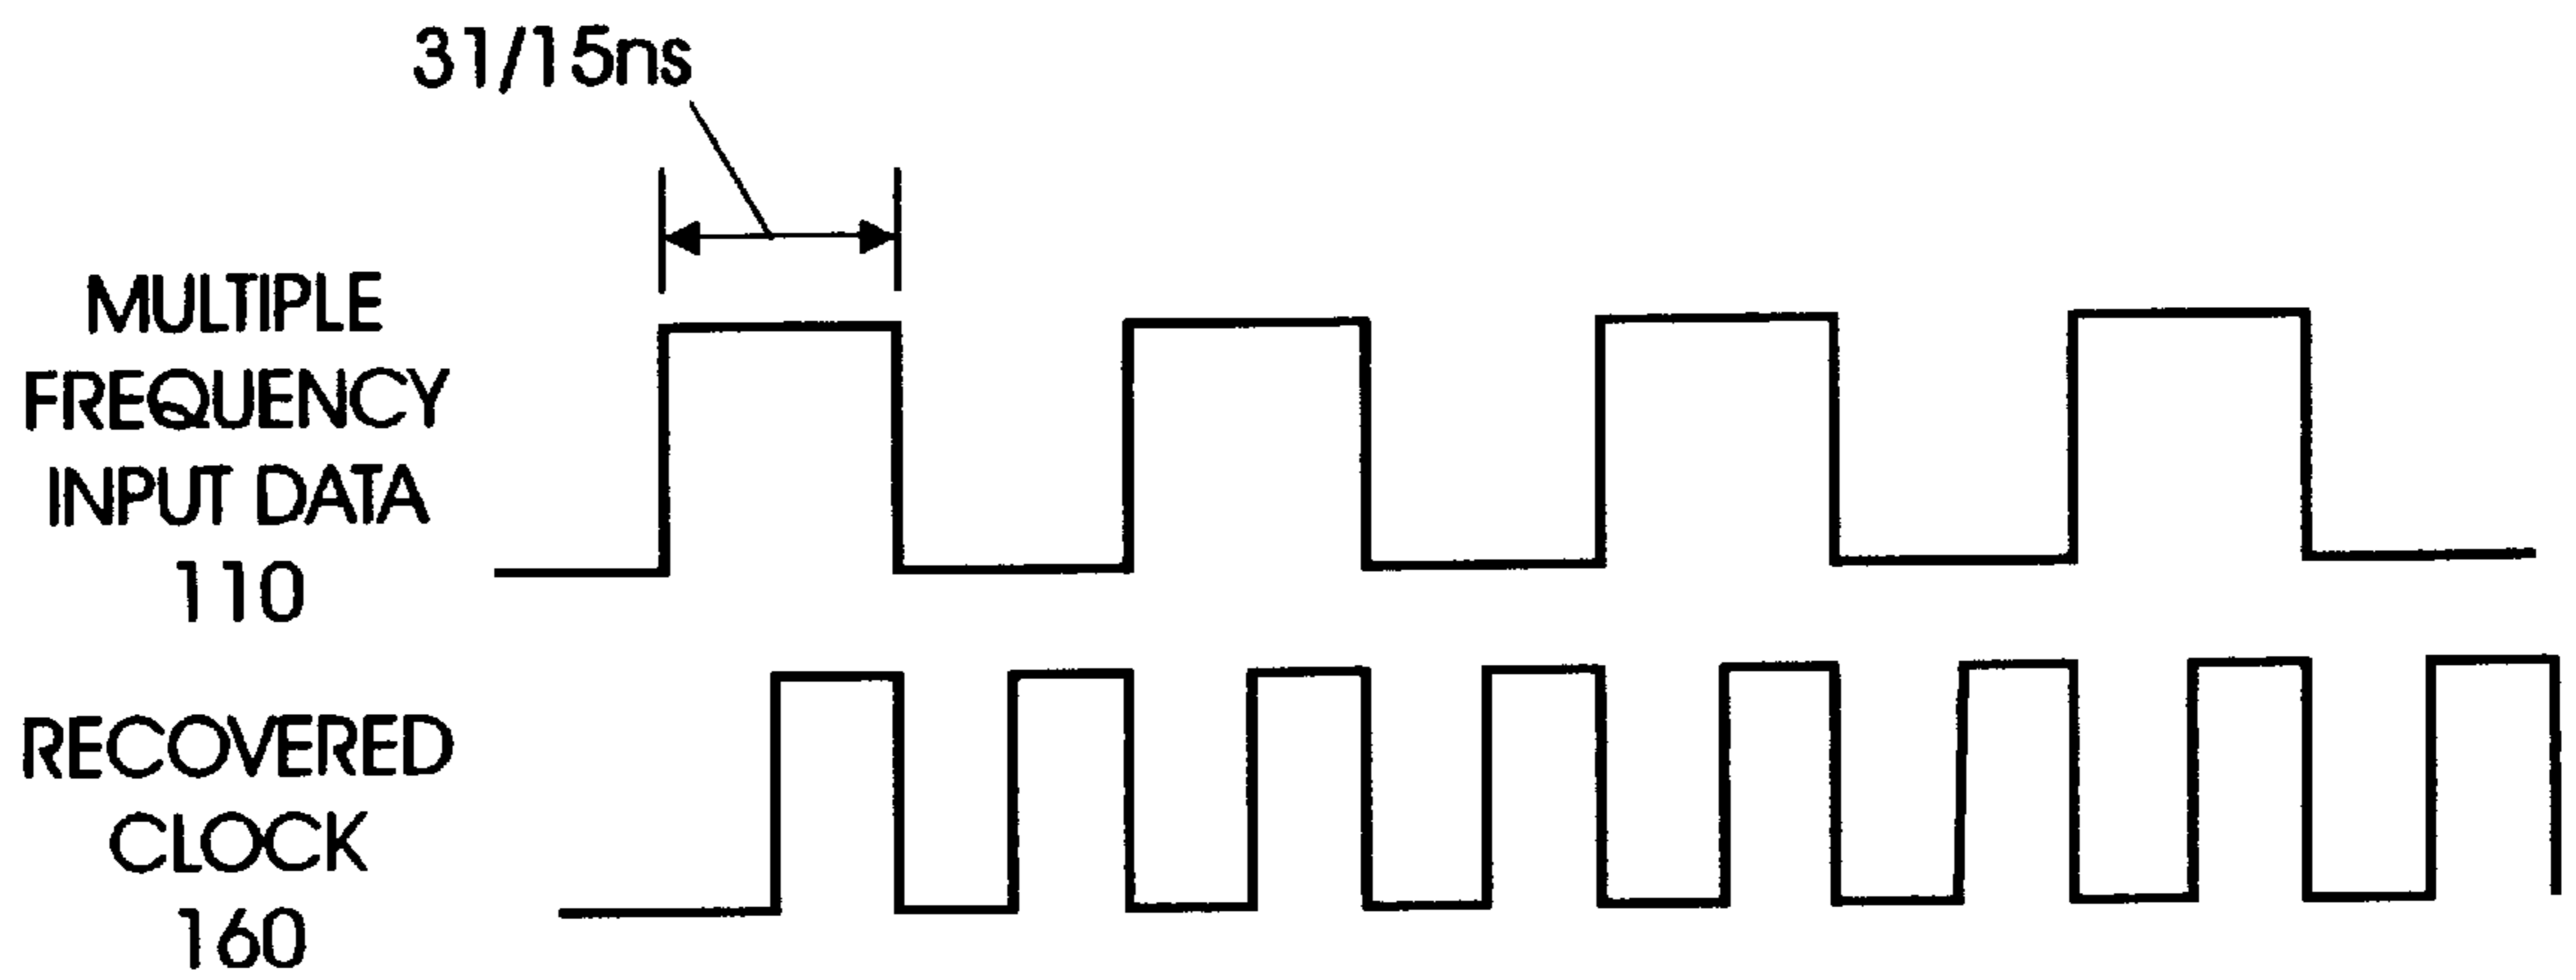 31/15ns
MULTIPLE
FREQUENCY
INPUT DATA
110
RECOVERED
CLOCK
160